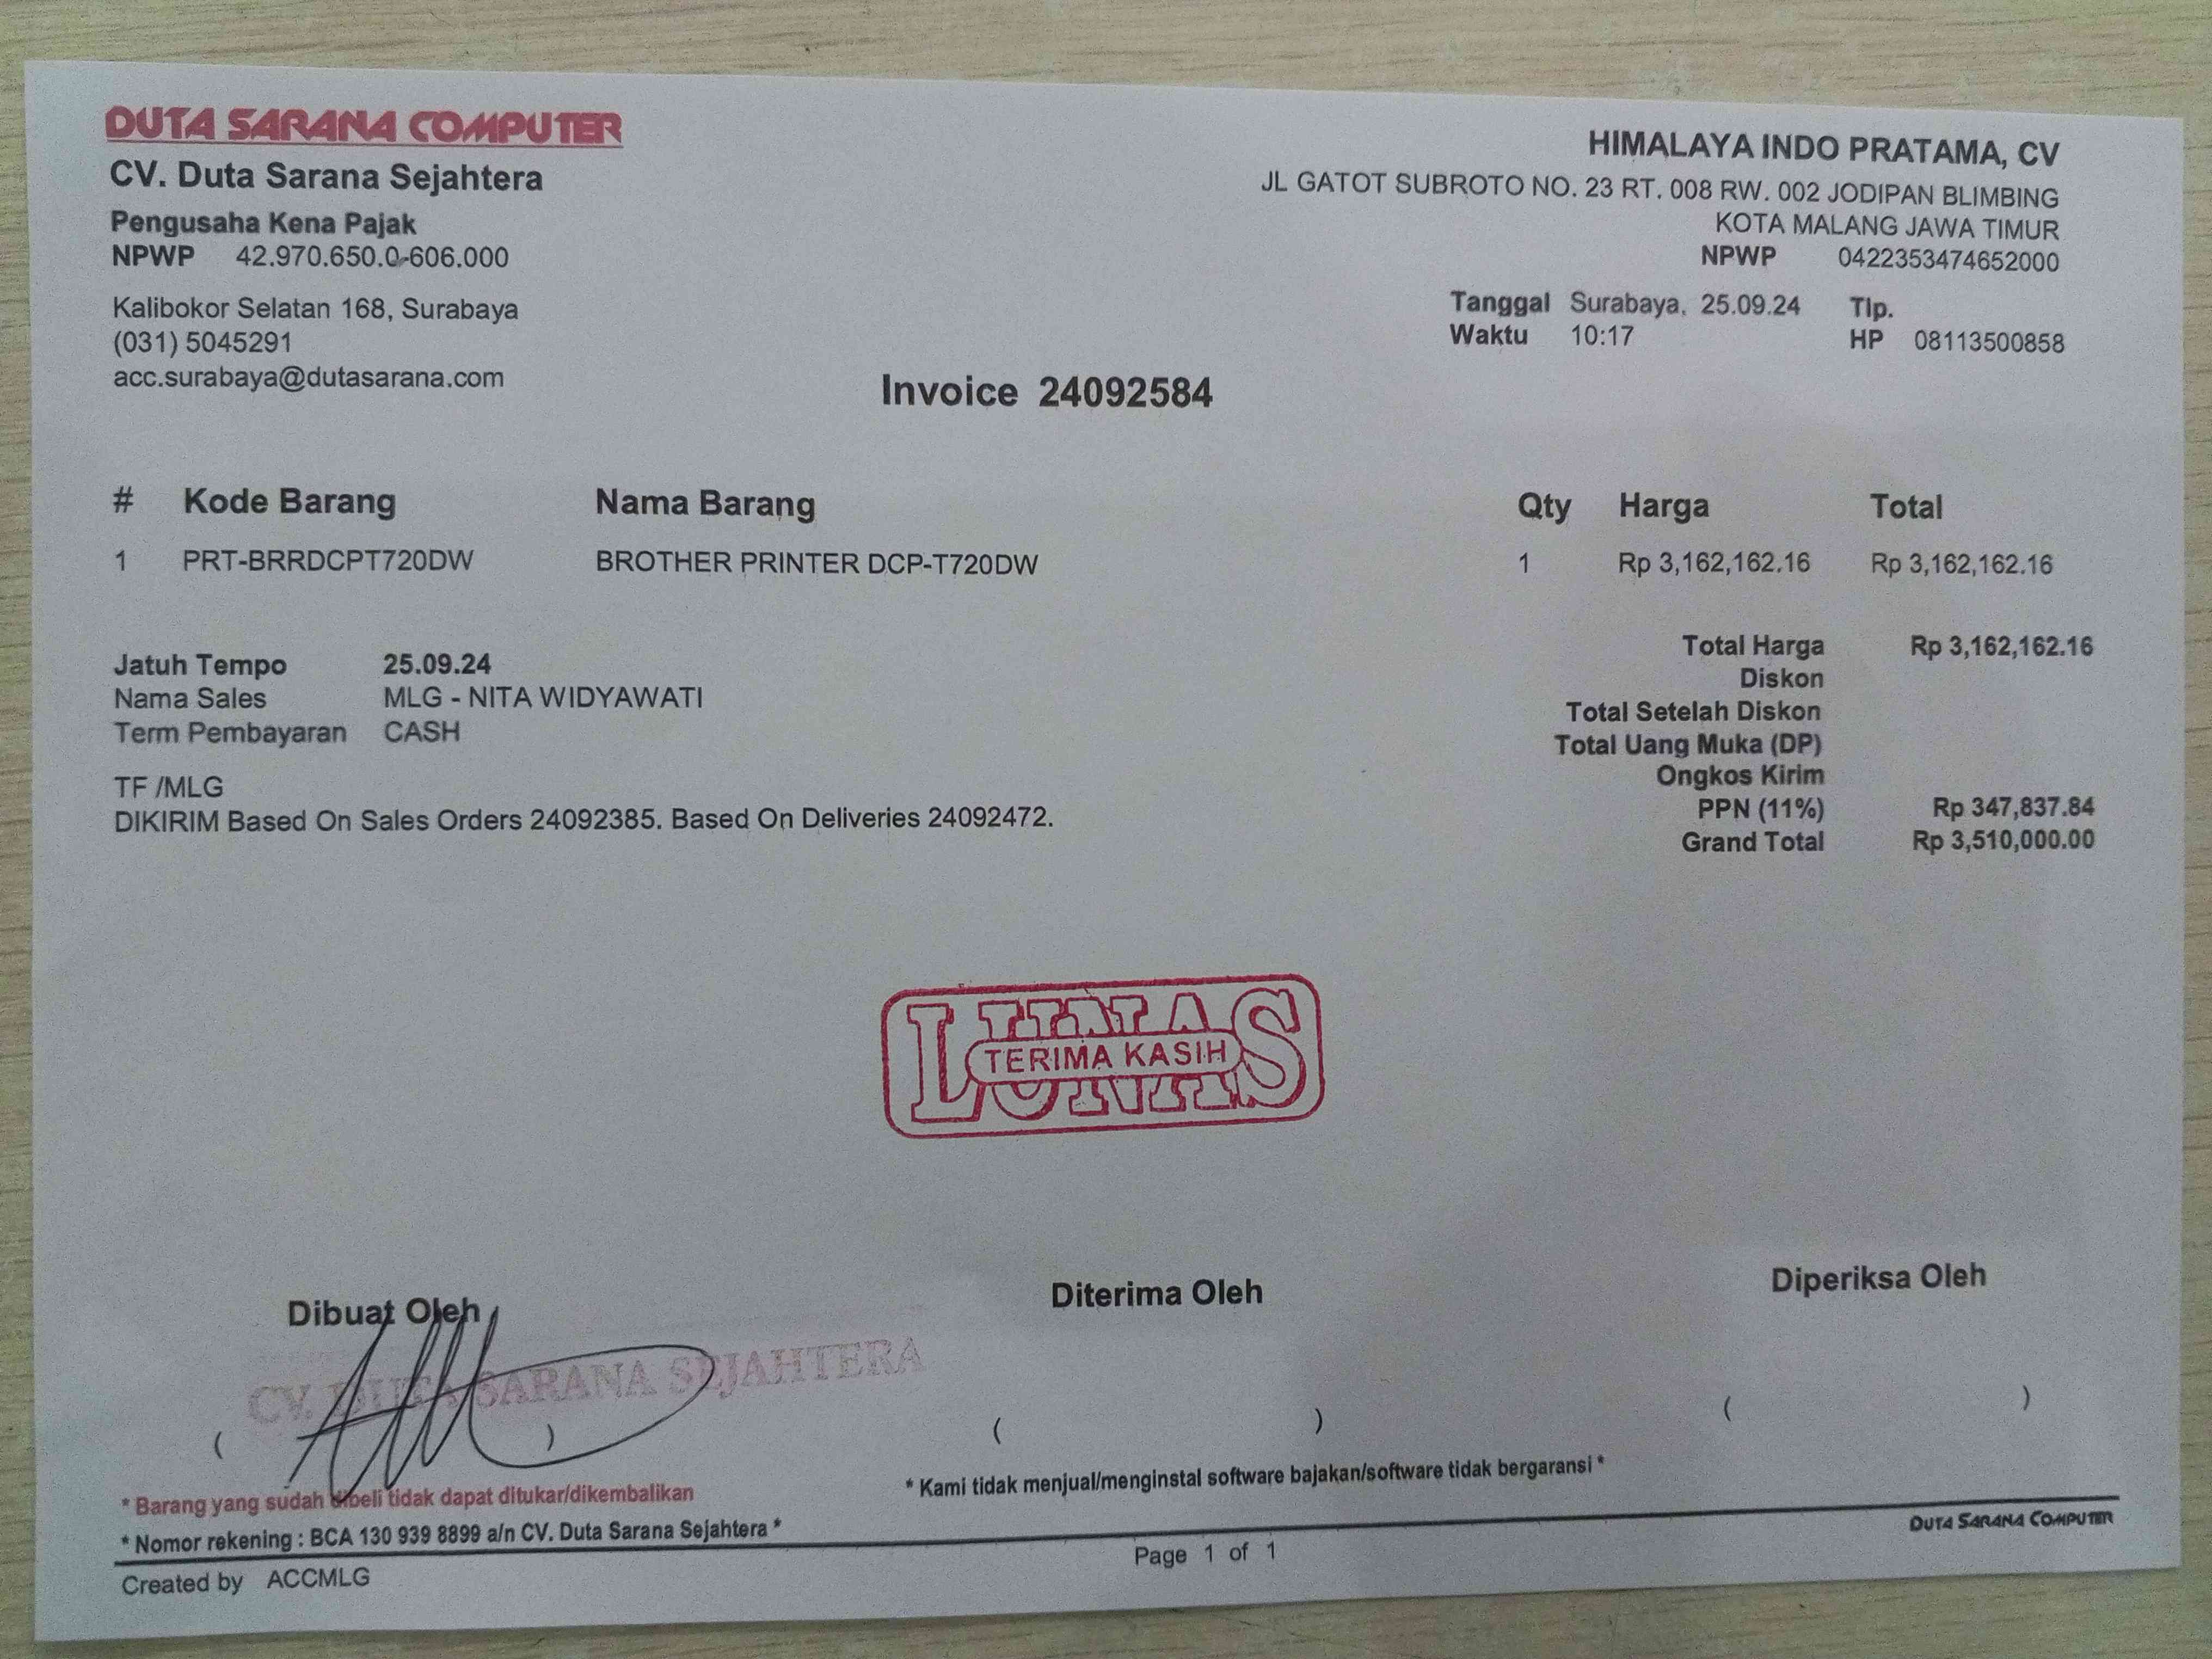 DUTA SARANA COMPUTER
CV. Duta Sarana Sejahtera
Pengusaha Kena Pajak
NPWP 42.970.650.0-606.000
Kalibokor Selatan 168, Surabaya
(031) 5045291
acc.surabaya@dutasarana.com
HIMALAYA INDO PRATAMA, CV
JL GATOT SUBROTO NO. 23 RT. 008 RW. 002 JODIPAN BLIMBING
KOTA MALANG JAWA TIMUR
NPWP 0422353474652000
Tanggal Surabaya, 25.09.24 Tlp.
Waktu 10:17 HP 08113500858
Invoice 24092584
# Kode Barang Nama Barang Qty Harga Total
1 PRT-BRRDCPT720DW BROTHER PRINTER DCP-T720DW 1 Rp 3,162,162.16 Rp 3,162,162.16
Jatuh Tempo 25.09.24
Nama Sales MLG - NITA WIDYAWATI
Term Pembayaran CASH
TF /MLG
DIKIRIM Based On Sales Orders 24092385. Based On Deliveries 24092472.
Total Harga Rp 3,162,162.16
Diskon
Total Setelah Diskon
Total Uang Muka (DP)
Ongkos Kirim
PPN (11%) Rp 347,837.84
Grand Total Rp 3,510,000.00
LUNAS
TERIMA KASIH
Dibuat Oleh Diterima Oleh Diperiksa Oleh
CV. DUTA SARANA SEJAHTERA
( ) ( ) ( )
* Barang yang sudah dibeli tidak dapat ditukar/dikembalikan
* Kami tidak menjual/menginstal software bajakan/software tidak bergaransi *
* Nomor rekening : BCA 130 939 8899 a/n CV. Duta Sarana Sejahtera *
DUTA SARANA COMPUTER
Created by ACCMLG
Page 1 of 1